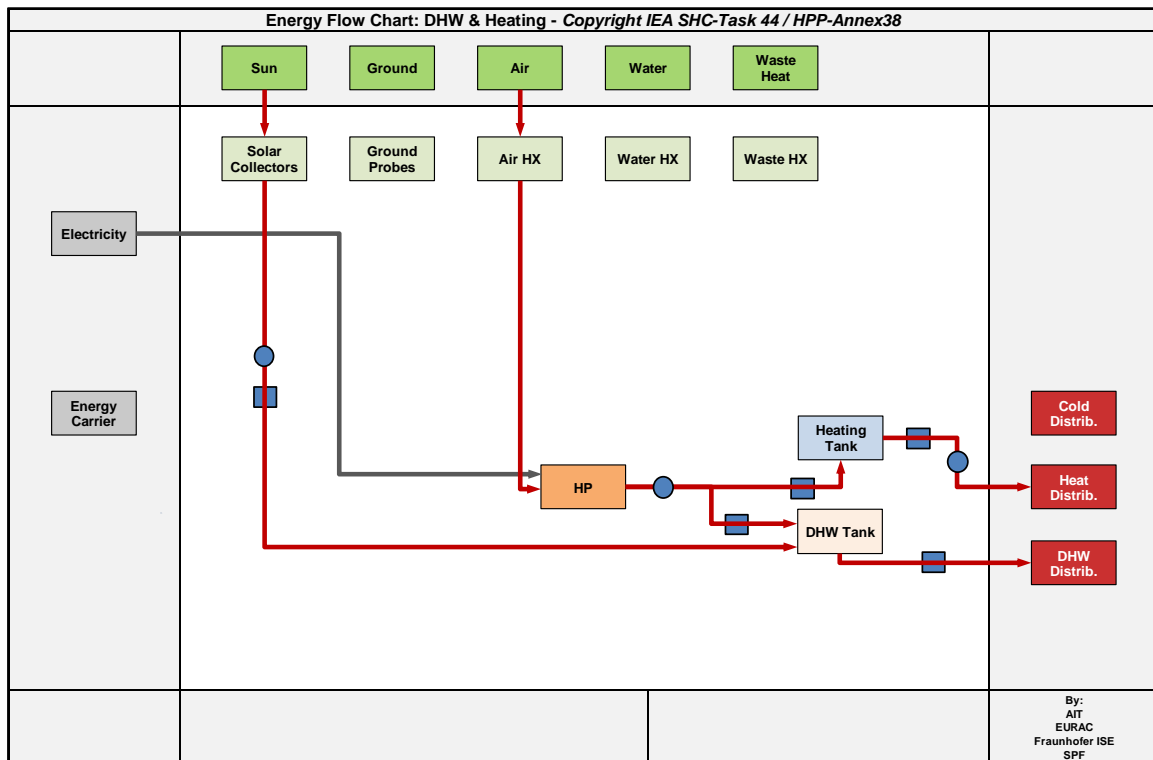 Energy Flow Chart: DHW & Heating - Copyright IEA SHC-Task 44 / HPP-Annex38
Sun
Ground
Air
Water
Waste
Heat
Solar
Collectors
Ground
Probes
Air HX
Water HX
Waste HX
Electricity
Energy
Carrier
Cold
Distrib.
Heating
Tank
HP
Heat
Distrib.
DHW Tank
DHW
Distrib.
By:
AIT
EURAC
Fraunhofer ISE
SPF